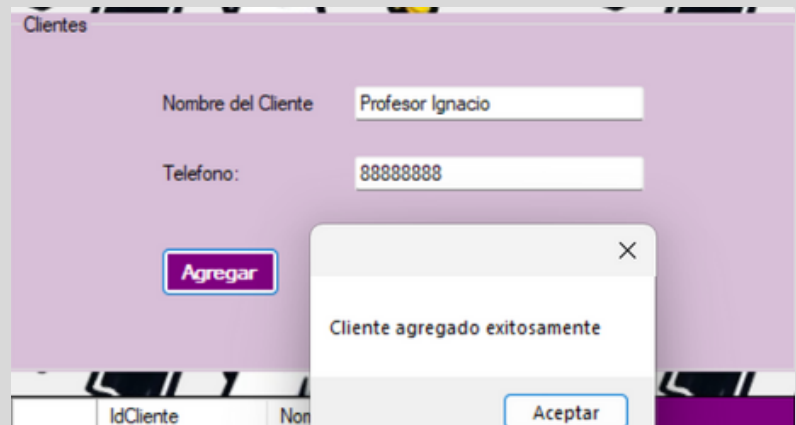 Clientes
Nombre del Cliente Profesor Ignacio
Telefono: 88888888
Agregar
Cliente agregado exitosamente
Aceptar
IdCliente